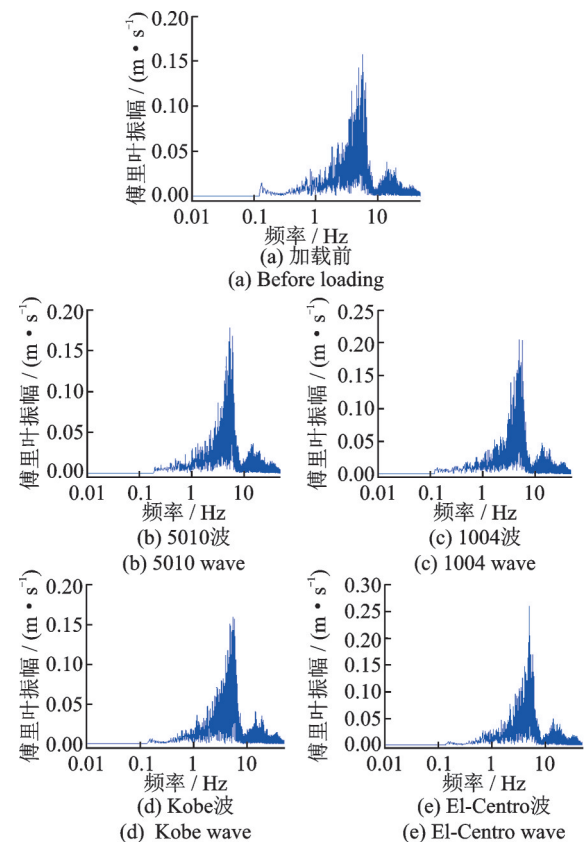 傅里叶振幅 / (m·s⁻¹)
0.20
0.15
0.10
0.05
0.00
0.01 0.1 1 10
频率 / Hz
(a) 加载前
(a) Before loading
傅里叶振幅 / (m·s⁻¹)
0.20
0.15
0.10
0.05
0.00
0.01 0.1 1 10
频率 / Hz
(b) 5010波
(b) 5010 wave
傅里叶振幅 / (m·s⁻¹)
0.25
0.20
0.15
0.10
0.05
0.00
0.01 0.1 1 10
频率 / Hz
(c) 1004波
(c) 1004 wave
傅里叶振幅 / (m·s⁻¹)
0.20
0.15
0.10
0.05
0.00
0.01 0.1 1 10
频率 / Hz
(d) Kobe波
(d) Kobe wave
傅里叶振幅 / (m·s⁻¹)
0.30
0.25
0.20
0.15
0.10
0.05
0.00
0.01 0.1 1 10
频率 / Hz
(e) El-Centro波
(e) El-Centro wave